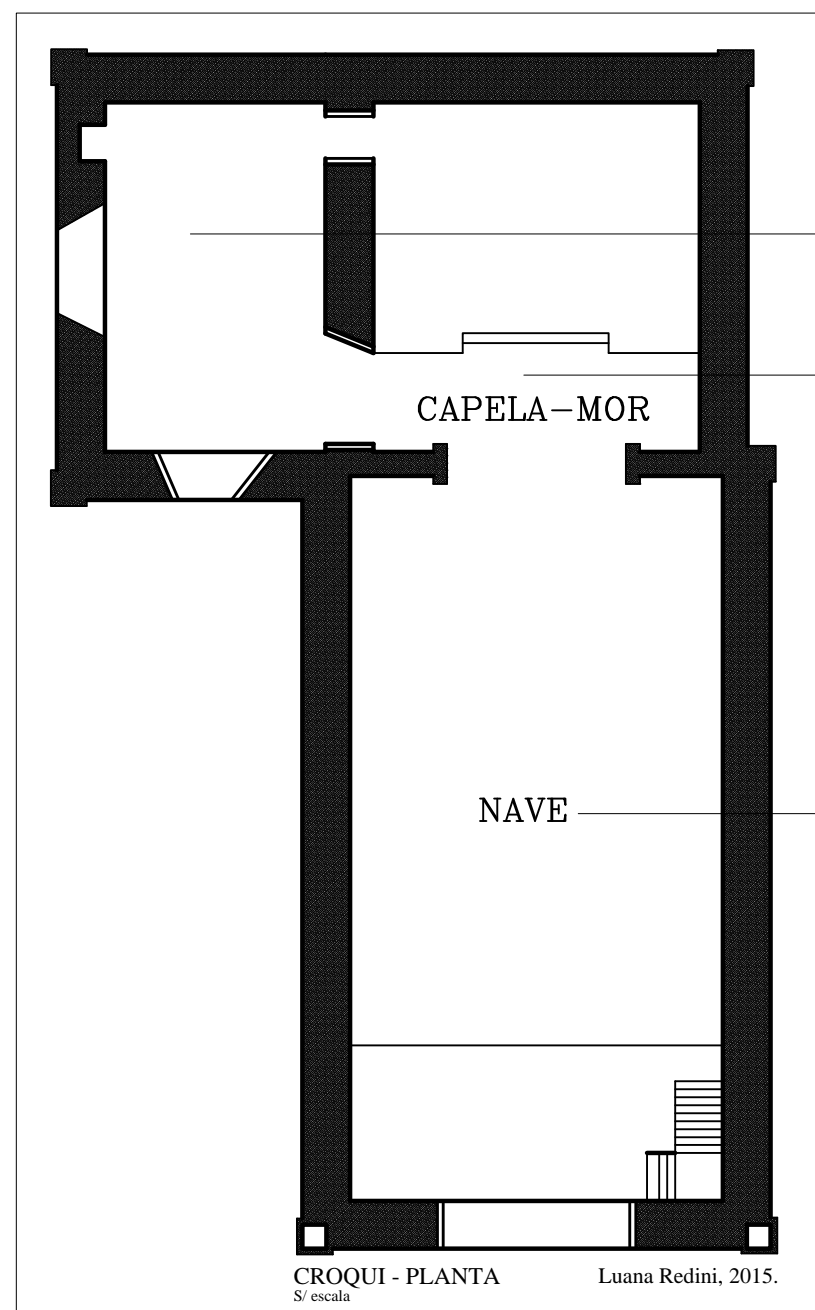 CAPELA-MOR
NAVE
CROQUI - PLANTA
S/ escala
Luana Redini, 2015.